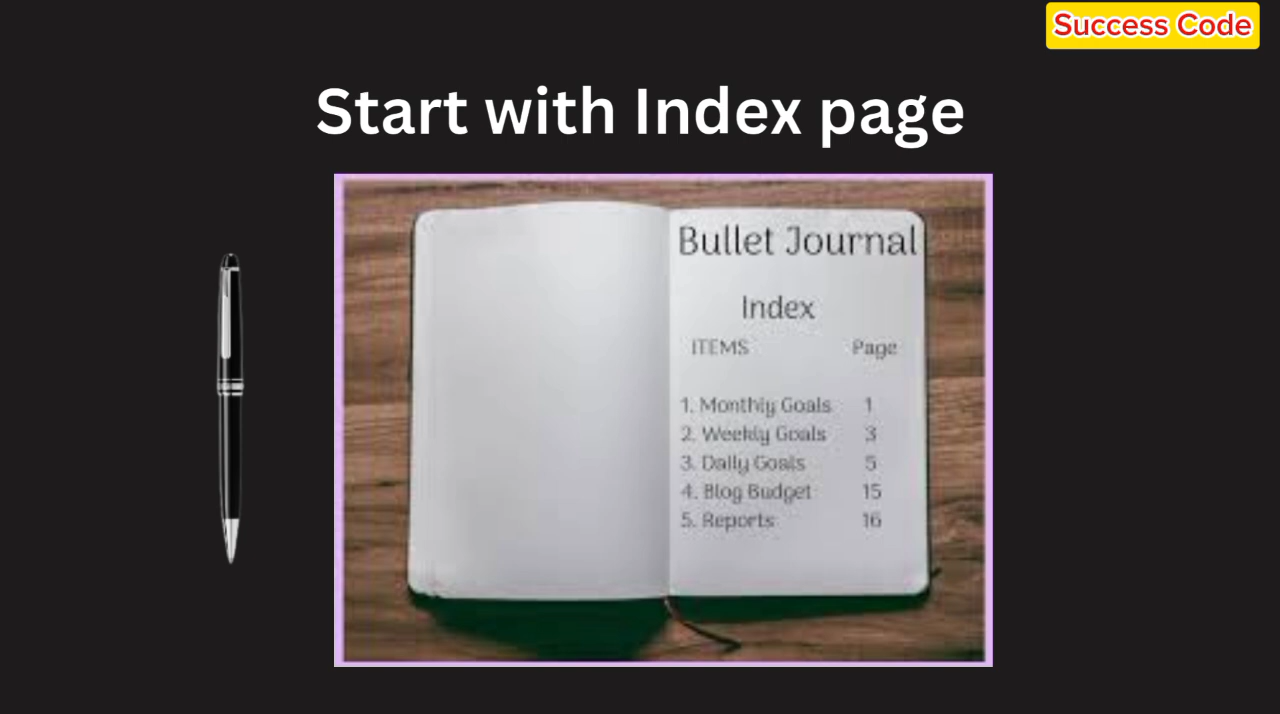 Success Code
Start with Index page
Bullet Journal
Index
ITEMS Page
1. Monthly Goals 1
2. Weekly Goals 3
3. Daily Goals 5
4. Blog Budget 15
5. Reports 16